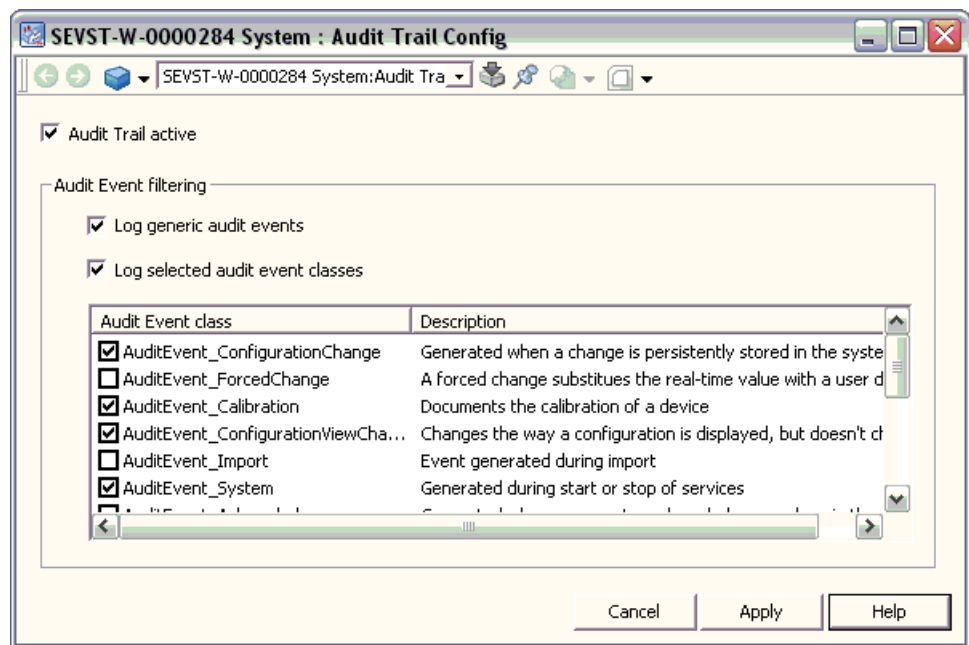 SEVST-W-0000284 System : Audit Trail Config
SEVST-W-0000284 System:Audit Tra
Audit Trail active
Audit Event filtering
Log generic audit events
Log selected audit event classes
Audit Event class Description
AuditEvent_ConfigurationChange Generated when a change is persistently stored in the syste
AuditEvent_ForcedChange A forced change substitues the real-time value with a user d
AuditEvent_Calibration Documents the calibration of a device
AuditEvent_ConfigurationViewCha... Changes the way a configuration is displayed, but doesn't ch
AuditEvent_Import Event generated during import
AuditEvent_System Generated during start or stop of services
Cancel Apply Help